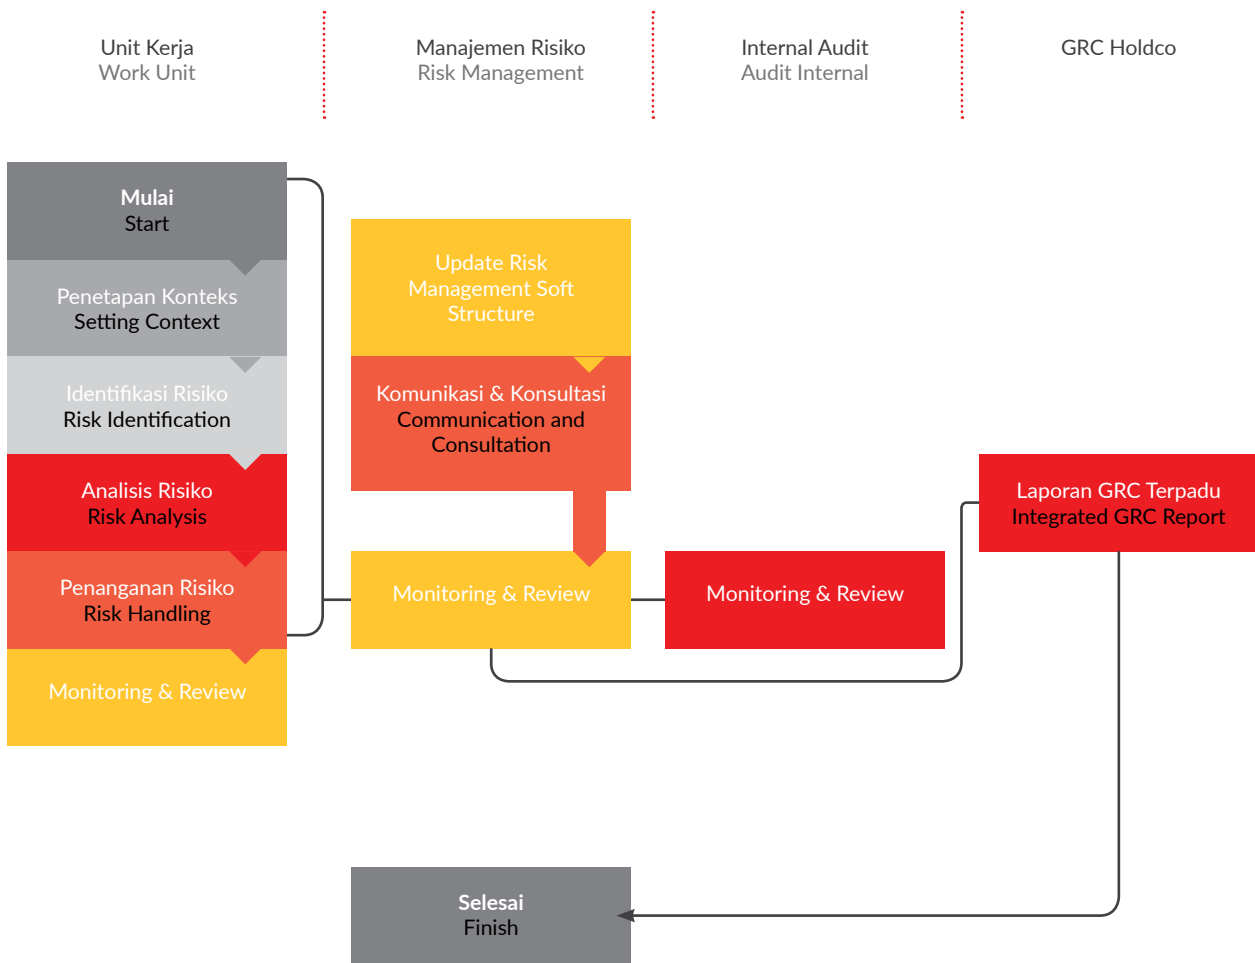 Unit Kerja
Work Unit
Manajemen Risiko
Risk Management
Internal Audit
Audit Internal
GRC Holdco
Mulai
Start
Penetapan Konteks
Setting Context
Identifikasi Risiko
Risk Identification
Analisis Risiko
Risk Analysis
Penanganan Risiko
Risk Handling
Monitoring & Review
Update Risk
Management Soft
Structure
Komunikasi & Konsultasi
Communication and
Consultation
Monitoring & Review
Monitoring & Review
Laporan GRC Terpadu
Integrated GRC Report
Selesai
Finish